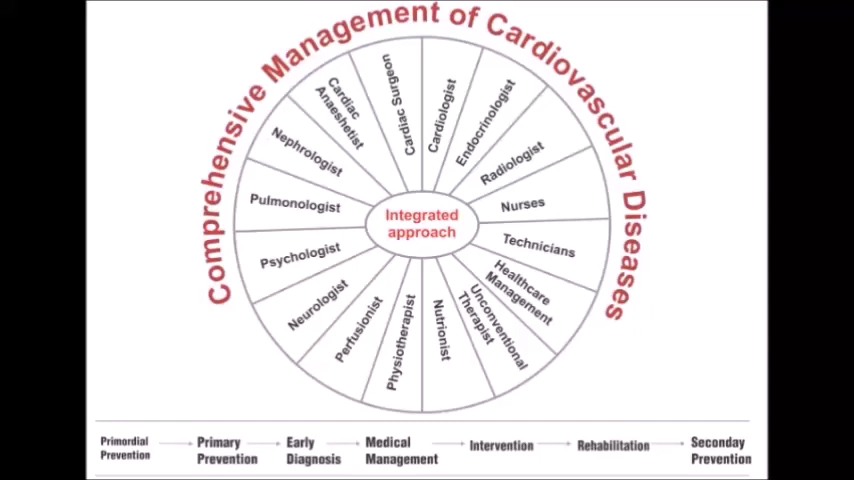 Comprehensive Management of Cardiovascular Diseases
Cardiologist
Endocrinologist
Radiologist
Nurses
Technicians
Healthcare
Management
Unconventional
Therapist
Nutrionist
Physiotherapist
Perfusionist
Neurologist
Psychologist
Pulmonologist
Nephrologist
Cardiac
Anaeshetist
Cardiac Surgeon
Integrated
approach
Primordial
Prevention
Primary
Prevention
Early
Diagnosis
Medical
Management
Intervention
Rehabilitation
Seconday
Prevention